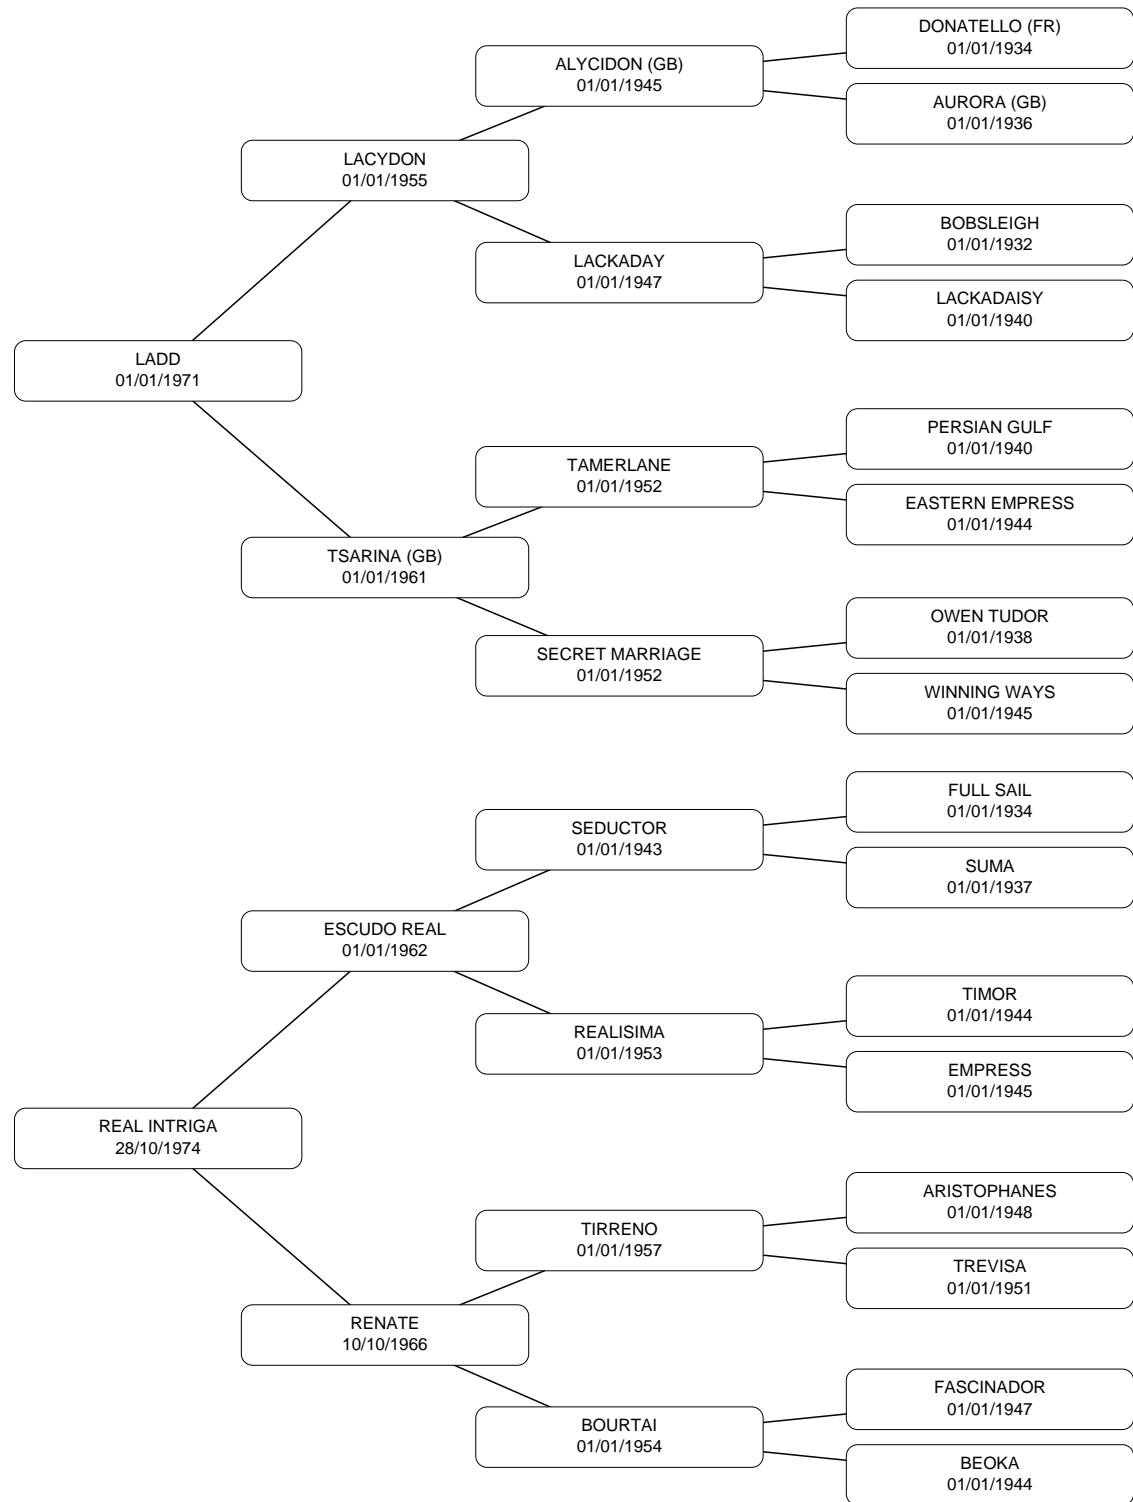 DONATELLO (FR)
01/01/1934
ALYCIDON (GB)
01/01/1945
AURORA (GB)
01/01/1936
LACYDON
01/01/1955
BOBSLEIGH
01/01/1932
LACKADAY
01/01/1947
LACKADAISY
01/01/1940
LADD
01/01/1971
PERSIAN GULF
01/01/1940
TAMERLANE
01/01/1952
EASTERN EMPRESS
01/01/1944
TSARINA (GB)
01/01/1961
OWEN TUDOR
01/01/1938
SECRET MARRIAGE
01/01/1952
WINNING WAYS
01/01/1945
FULL SAIL
01/01/1934
SEDUCTOR
01/01/1943
SUMA
01/01/1937
ESCUDO REAL
01/01/1962
TIMOR
01/01/1944
REALISIMA
01/01/1953
EMPRESS
01/01/1945
REAL INTRIGA
28/10/1974
ARISTOPHANES
01/01/1948
TIRRENO
01/01/1957
TREVISA
01/01/1951
RENATE
10/10/1966
FASCINADOR
01/01/1947
BOURTAI
01/01/1954
BEOKA
01/01/1944